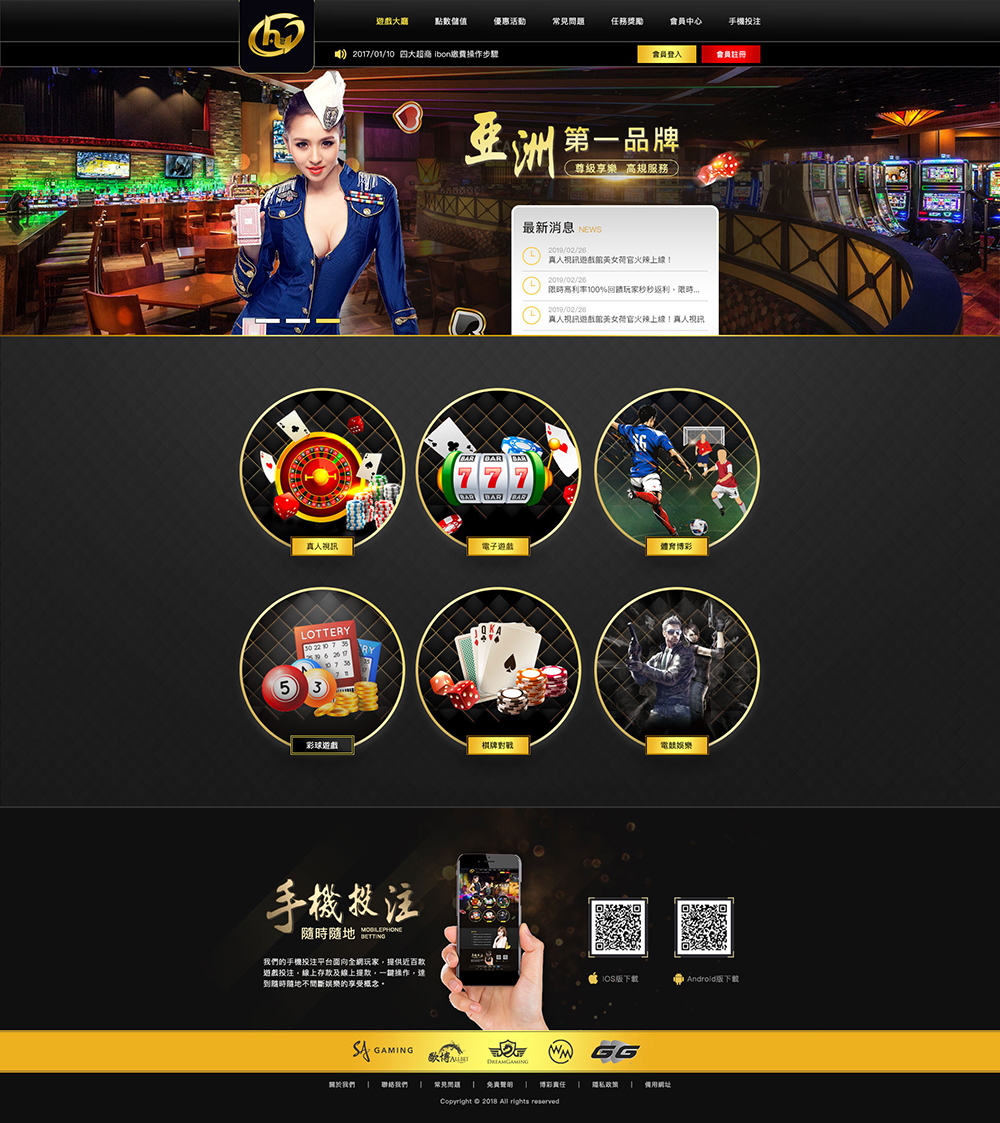 遊戲大廳 點數儲值 優惠活動 常見問題 任務獎勵 會員中心 手機投注
2017/01/10 四大超商 ibon繳費操作步驟
會員登入 會員註冊
亞洲 第一品牌
尊級享樂 高規服務
最新消息 NEWS
2019/02/26
真人視訊遊戲館美女荷官火辣上線！
2019/02/26
限時高利率100%回饋玩家秒秒返利，限時...
2019/02/26
真人視訊遊戲館美女荷官火辣上線！真人視訊
BAR BAR BAR
7 7 7
BAR BAR BAR
16
真人視訊 電子遊戲 體育博彩
LOTTERY
5 3
J Q K A
彩球遊戲 棋牌對戰 電競娛樂
手機投注
隨時隨地 MOBILEPHONE
BETTING
我們的手機投注平台面向全網玩家，提供近百款
遊戲投注，線上存款及線上提款，一鍵操作，達
到隨時隨地不間斷娛樂的享受概念。
iOS版下載 Android版下載
SA GAMING 歐博 ALLBET DREAMGAMING WM GG
關於我們 | 聯絡我們 | 常見問題 | 免責聲明 | 博彩責任 | 隱私政策 | 備用網址
Copyright © 2018 All rights reserved